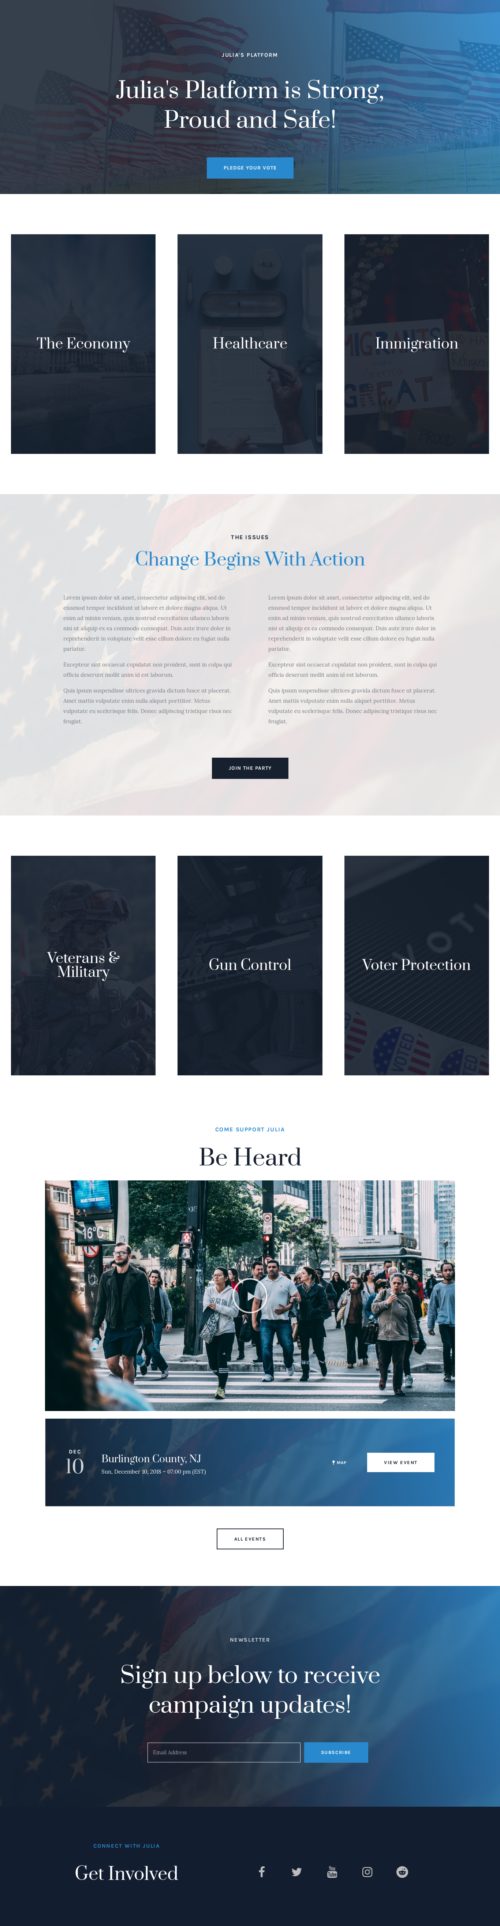 JULIA'S PLATFORM
Julia's Platform is Strong,
Proud and Safe!
PLEDGE YOUR VOTE
The Economy
Healthcare
Immigration
THE ISSUES
Change Begins With Action
Lorem ipsum dolor sit amet, consectetur adipiscing elit, sed do
eiusmod tempor incididunt ut labore et dolore magna aliqua. Ut
enim ad minim veniam, quis nostrud exercitation ullamco laboris
nisi ut aliquip ex ea commodo consequat. Duis aute irure dolor in
reprehenderit in voluptate velit esse cillum dolore eu fugiat nulla
pariatur.
Excepteur sint occaecat cupidatat non proident, sunt in culpa qui
officia deserunt mollit anim id est laborum.
Quis ipsum suspendisse ultrices gravida dictum fusce ut placerat.
Amet mattis vulputate enim nulla aliquet porttitor. Metus
vulputate eu scelerisque felis. Donec adipiscing tristique risus nec
feugiat.
Lorem ipsum dolor sit amet, consectetur adipiscing elit, sed do
eiusmod tempor incididunt ut labore et dolore magna aliqua. Ut
enim ad minim veniam, quis nostrud exercitation ullamco laboris
nisi ut aliquip ex ea commodo consequat. Duis aute irure dolor in
reprehenderit in voluptate velit esse cillum dolore eu fugiat nulla
pariatur.
Excepteur sint occaecat cupidatat non proident, sunt in culpa qui
officia deserunt mollit anim id est laborum.
Quis ipsum suspendisse ultrices gravida dictum fusce ut placerat.
Amet mattis vulputate enim nulla aliquet porttitor. Metus
vulputate eu scelerisque felis. Donec adipiscing tristique risus nec
feugiat.
JOIN THE PARTY
Veterans &
Military
Gun Control
Voter Protection
COME SUPPORT JULIA
Be Heard
16°C
DEC
10
Burlington County, NJ
Sun, December 10, 2018 – 07:00 pm (EST)
MAP
VIEW EVENT
ALL EVENTS
NEWSLETTER
Sign up below to receive
campaign updates!
Email Address
SUBSCRIBE
CONNECT WITH JULIA
Get Involved